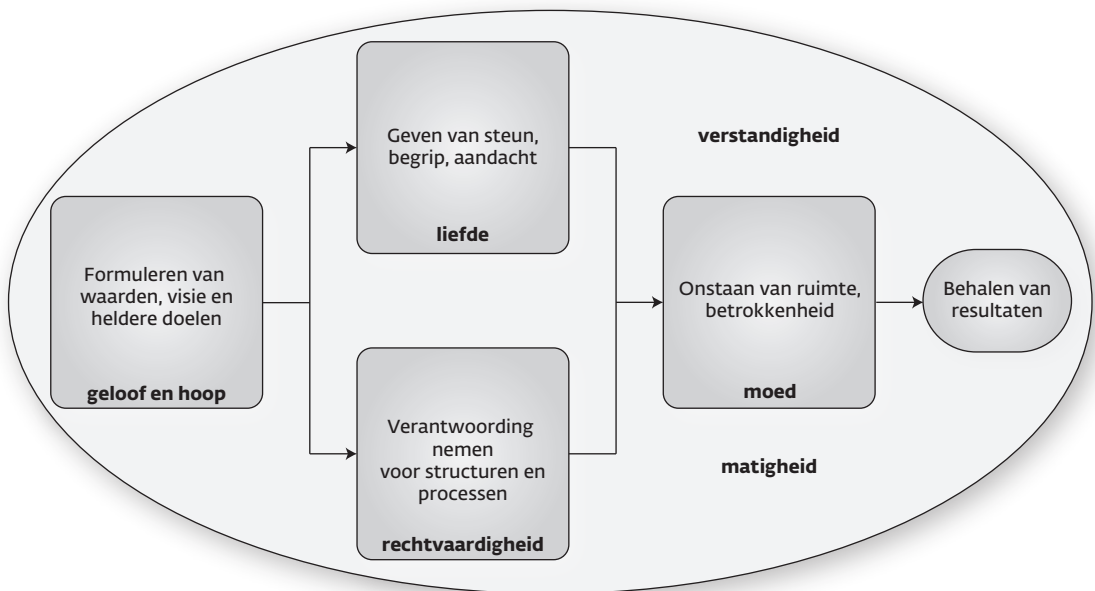 Formuleren van
waarden, visie en
heldere doelen
geloof en hoop
Geven van steun,
begrip, aandacht
liefde
Verantwoording
nemen
voor structuren en
processen
rechtvaardigheid
verstandigheid
Onstaan van ruimte,
betrokkenheid
moed
matigheid
Behalen van
resultaten